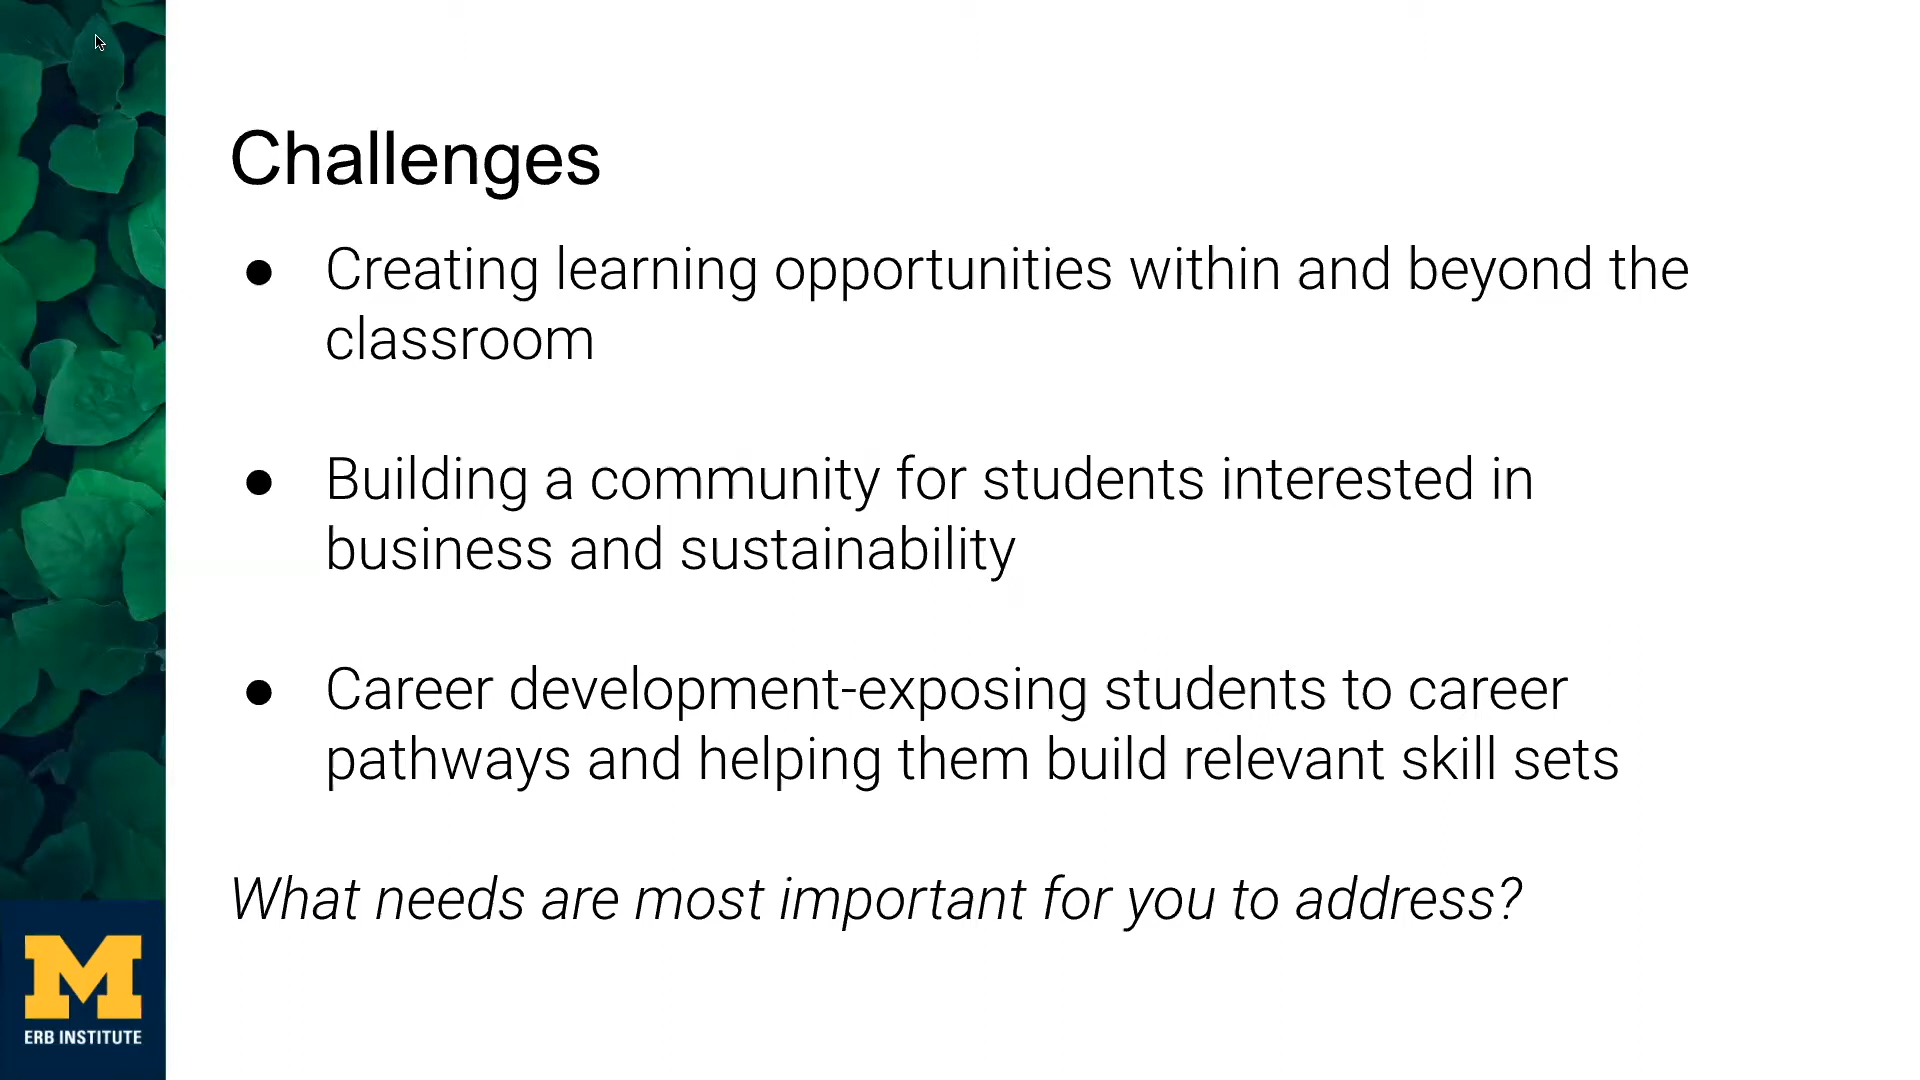 Challenges
● Creating learning opportunities within and beyond the
classroom
● Building a community for students interested in
business and sustainability
● Career development-exposing students to career
pathways and helping them build relevant skill sets
What needs are most important for you to address?
M
ERB INSTITUTE